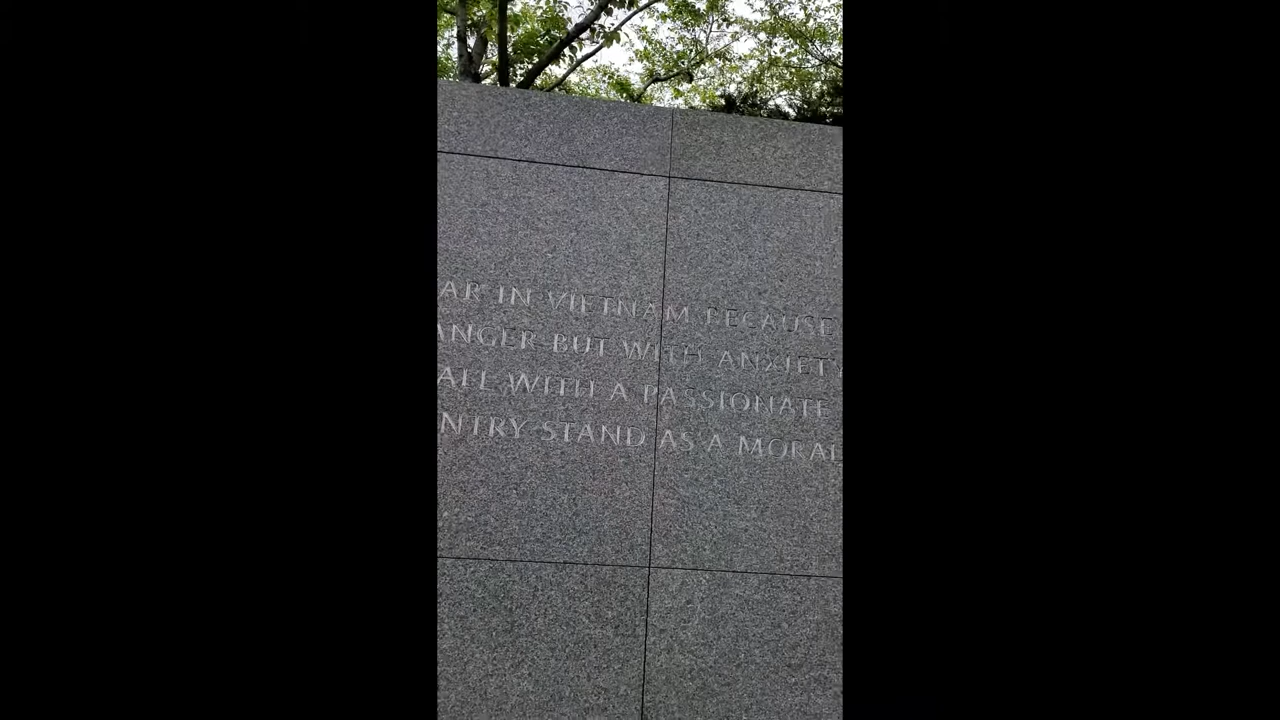 AR IN VIETNAM BECAUSE
ANGER BUT WITH ANXIETY
ALL WITH A PASSIONATE
NTRY STAND AS A MORAL